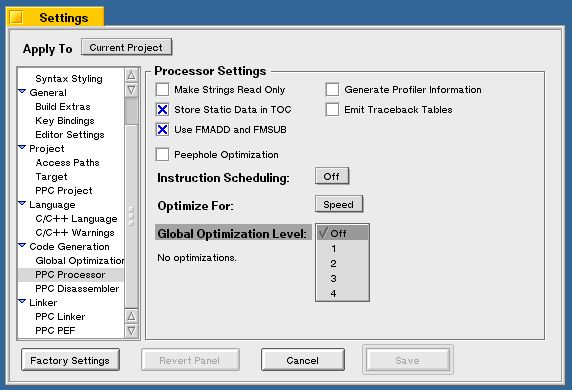 Settings
Apply To Current Project
Syntax Styling
General
Build Extras
Key Bindings
Editor Settings
Project
Access Paths
Target
PPC Project
Language
C/C++ Language
C/C++ Warnings
Code Generation
Global Optimization
PPC Processor
PPC Disassembler
Linker
PPC Linker
PPC PEF
Processor Settings
Make Strings Read Only
Generate Profiler Information
Store Static Data in TOC
Emit Traceback Tables
Use FMADD and FMSUB
Peephole Optimization
Instruction Scheduling: Off
Optimize For: Speed
Global Optimization Level: Off
1
2
3
4
No optimizations.
Factory Settings Revert Panel Cancel Save